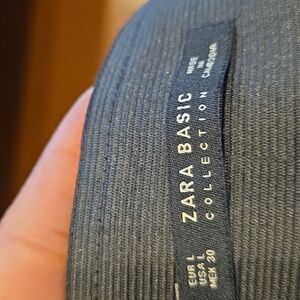 ZARA BASIC
COLLECTION
MADE
IN
CAMBODIA
EUR L
USA L
MEX 30